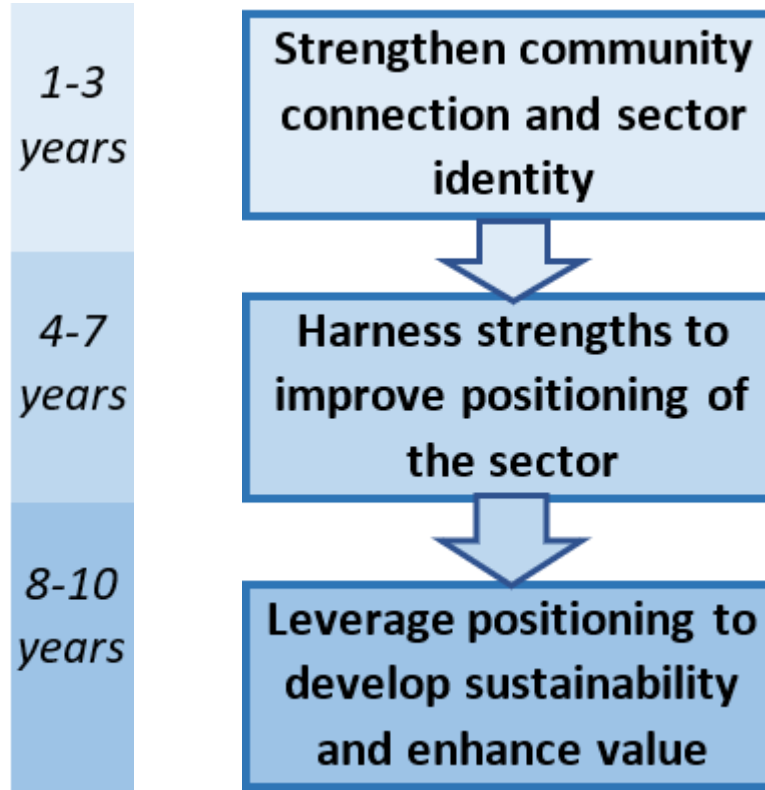 1-3
years
Strengthen community
connection and sector
identity
4-7
years
Harness strengths to
improve positioning of
the sector
8-10
years
Leverage positioning to
develop sustainability
and enhance value